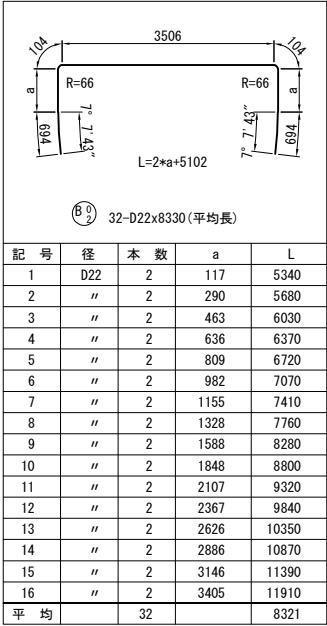 3506
104
104
a
R=66
R=66
a
7° 7' 43"
7° 7' 43"
694
694
L=2*a+5102
B 0 2 32-D22x8330(平均長)
記 号 径 本 数 a L
1 D22 2 117 5340
2 〃 2 290 5680
3 〃 2 463 6030
4 〃 2 636 6370
5 〃 2 809 6720
6 〃 2 982 7070
7 〃 2 1155 7410
8 〃 2 1328 7760
9 〃 2 1588 8280
10 〃 2 1848 8800
11 〃 2 2107 9320
12 〃 2 2367 9840
13 〃 2 2626 10350
14 〃 2 2886 10870
15 〃 2 3146 11390
16 〃 2 3405 11910
平 均 32 8321